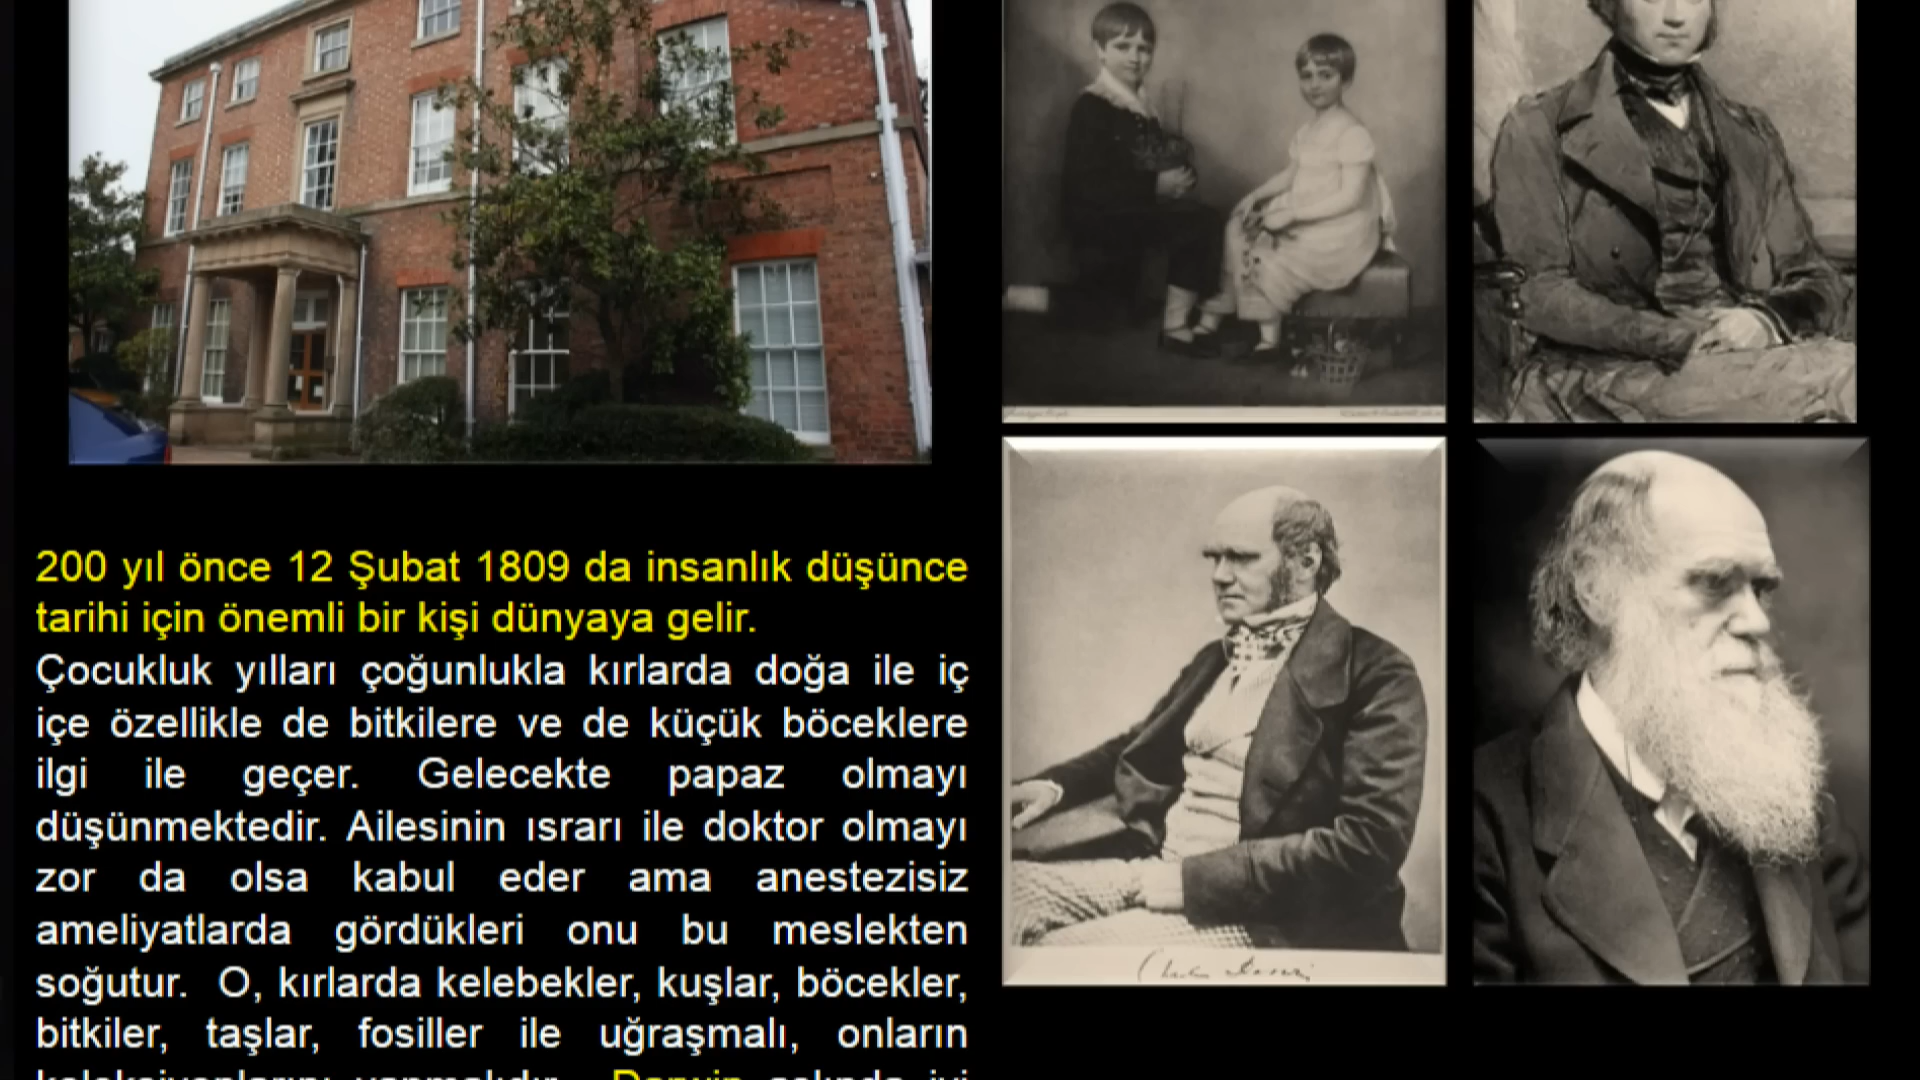 200 yıl önce 12 Şubat 1809 da insanlık düşünce
tarihi için önemli bir kişi dünyaya gelir.
Çocukluk yılları çoğunlukla kırlarda doğa ile iç
içe özellikle de bitkilere ve de küçük böceklere
ilgi ile geçer. Gelecekte papaz olmayı
düşünmektedir. Ailesinin ısrarı ile doktor olmayı
zor da olsa kabul eder ama anestezisiz
ameliyatlarda gördükleri onu bu meslekten
soğutur. O, kırlarda kelebekler, kuşlar, böcekler,
bitkiler, taşlar, fosiller ile uğraşmalı, onların